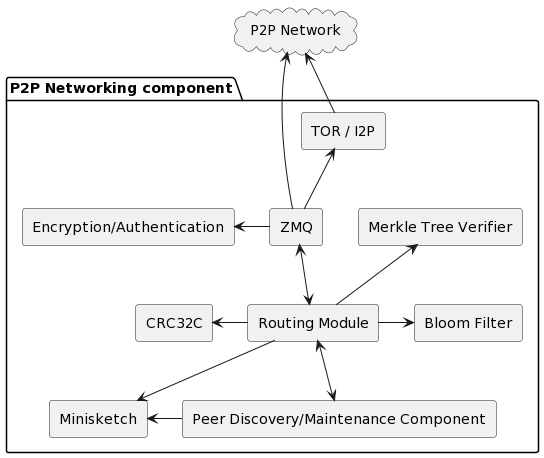 P2P Network
P2P Networking component
TOR / I2P
Encryption/Authentication
ZMQ
Merkle Tree Verifier
CRC32C
Routing Module
Bloom Filter
Minisketch
Peer Discovery/Maintenance Component